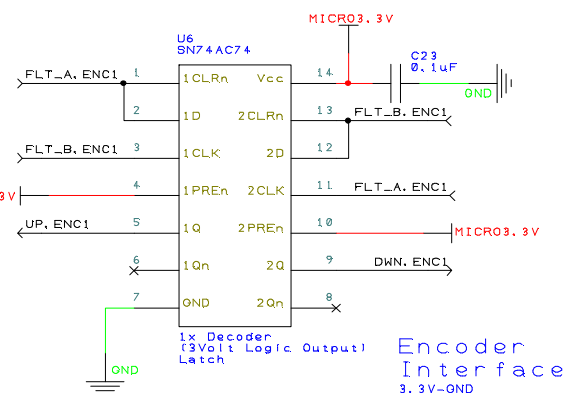 MICRO3.3V
U6
SN74AC74
C23
0.1uF
FLT_A.ENC1
1
1CLRn
Vcc
14
GND
2
1D
2CLRn
13
FLT_B.ENC1
FLT_B.ENC1
3
1CLK
2D
12
3V
4
1PREn
2CLK
11
FLT_A.ENC1
UP.ENC1
5
1Q
2PREn
10
MICRO3.3V
6
1Qn
2Q
9
DWN.ENC1
7
GND
2Qn
8
1x Decoder
(3Volt Logic Output)
Latch
GND
Encoder
Interface
3.3V-GND